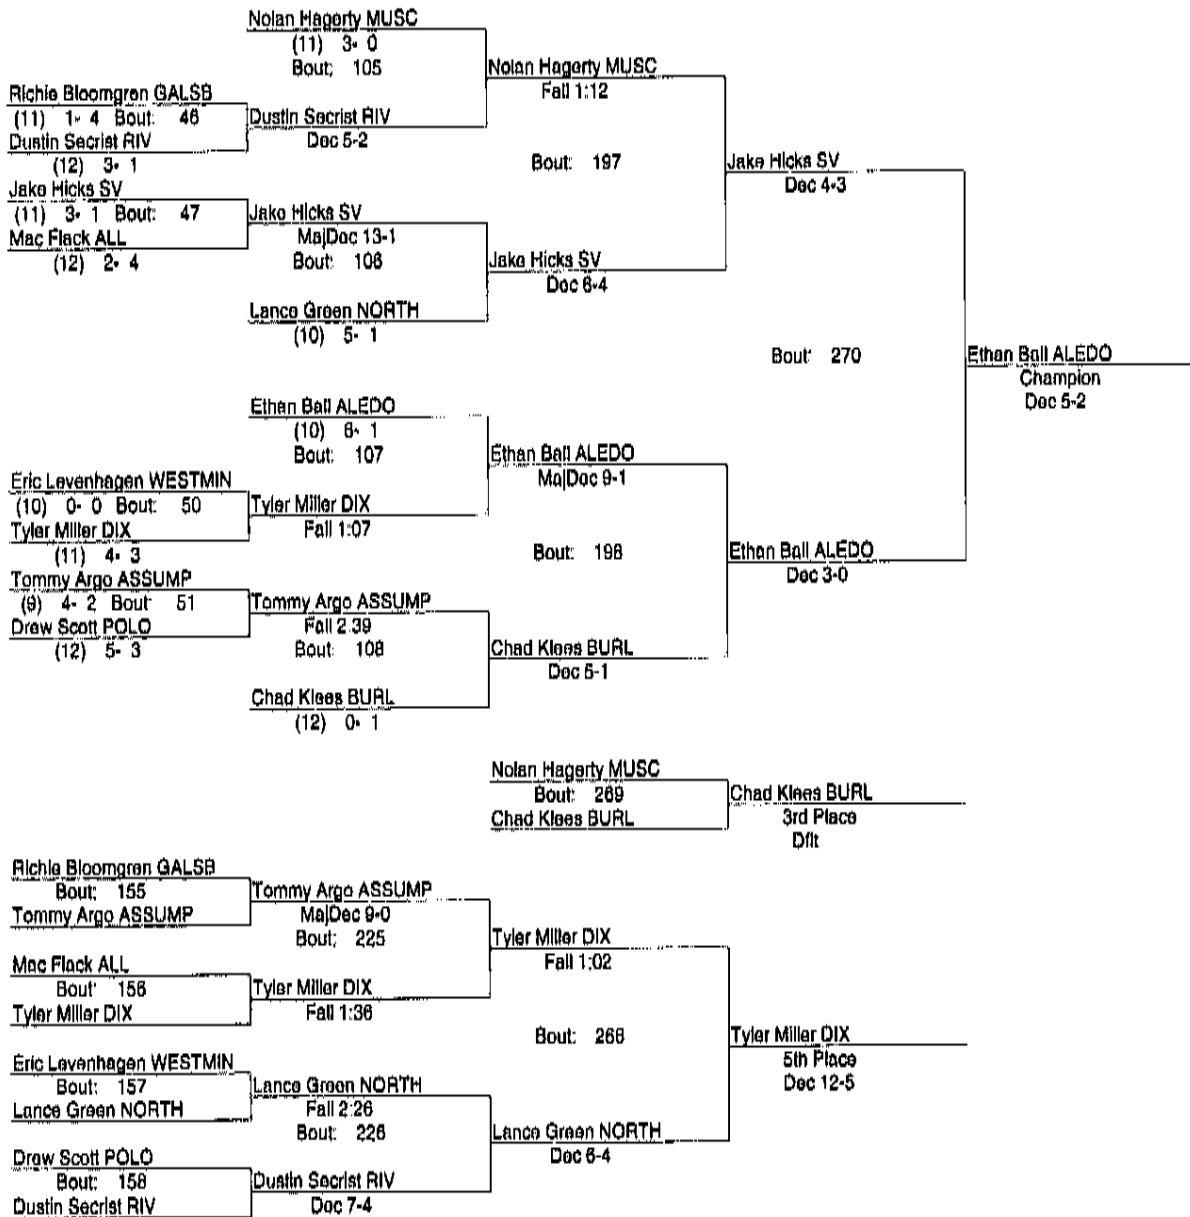 Nolan Hagerty MUSC
(11) 3- 0
Bout: 105
Nolan Hagerty MUSC
Fall 1:12
Richie Bloomgren GALSB
(11) 1- 4 Bout: 46
Dustin Secrist RIV
Dec 5-2
Dustin Secrist RIV
(12) 3- 1
Bout: 197
Jake Hicks SV
Dec 4-3
Jake Hicks SV
(11) 3- 1 Bout: 47
Jake Hicks SV
MajDec 13-1
Mac Flack ALL
(12) 2- 4
Bout: 106
Jake Hicks SV
Dec 6-4
Lance Green NORTH
(10) 5- 1
Bout: 270
Ethan Ball ALEDO
Champion
Dec 5-2
Ethan Ball ALEDO
(10) 6- 1
Bout: 107
Ethan Ball ALEDO
MajDec 9-1
Eric Levenhagen WESTMIN
(10) 0- 0 Bout: 50
Tyler Miller DIX
Fall 1:07
Tyler Miller DIX
(11) 4- 3
Bout: 198
Ethan Ball ALEDO
Dec 3-0
Tommy Argo ASSUMP
(9) 4- 2 Bout: 51
Tommy Argo ASSUMP
Fall 2:39
Drew Scott POLO
(12) 5- 3
Bout: 108
Chad Klees BURL
Dec 5-1
Chad Klees BURL
(12) 0- 1
Nolan Hagerty MUSC
Bout: 269
Chad Klees BURL
Chad Klees BURL
3rd Place
Dflt
Richie Bloomgren GALSB
Bout: 155
Tommy Argo ASSUMP
Tommy Argo ASSUMP
MajDec 9-0
Bout: 225
Tyler Miller DIX
Fall 1:02
Mac Flack ALL
Bout: 156
Tyler Miller DIX
Tyler Miller DIX
Fall 1:36
Bout: 268
Tyler Miller DIX
5th Place
Dec 12-5
Eric Levenhagen WESTMIN
Bout: 157
Lance Green NORTH
Lance Green NORTH
Fall 2:26
Bout: 226
Lance Green NORTH
Dec 6-4
Drew Scott POLO
Bout: 158
Dustin Secrist RIV
Dustin Secrist RIV
Dec 7-4